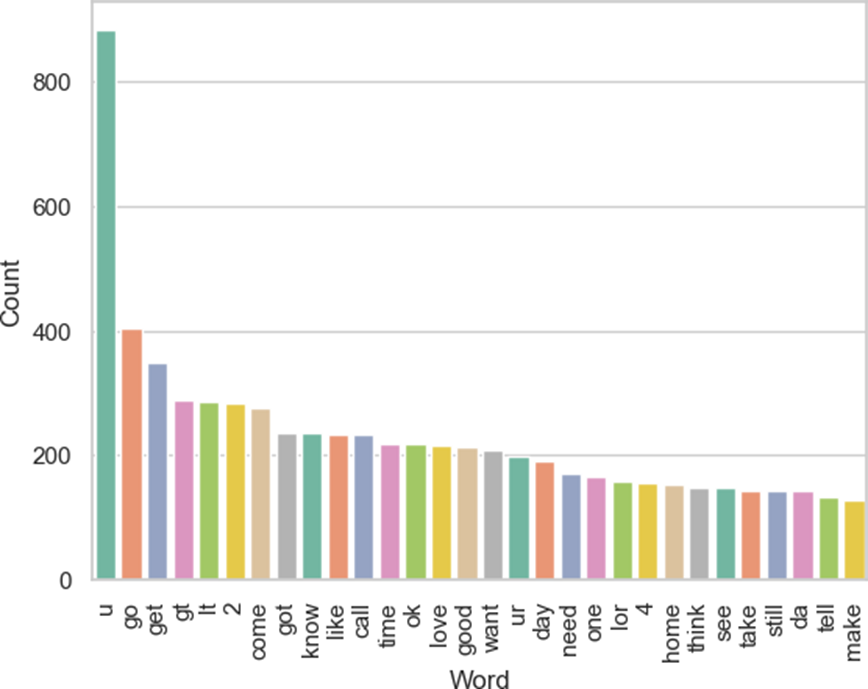 Count
800
600
400
200
0
u go get gt lt 2 come got know like call time ok love good want ur day need one lor 4 home think see take still da tell make
Word